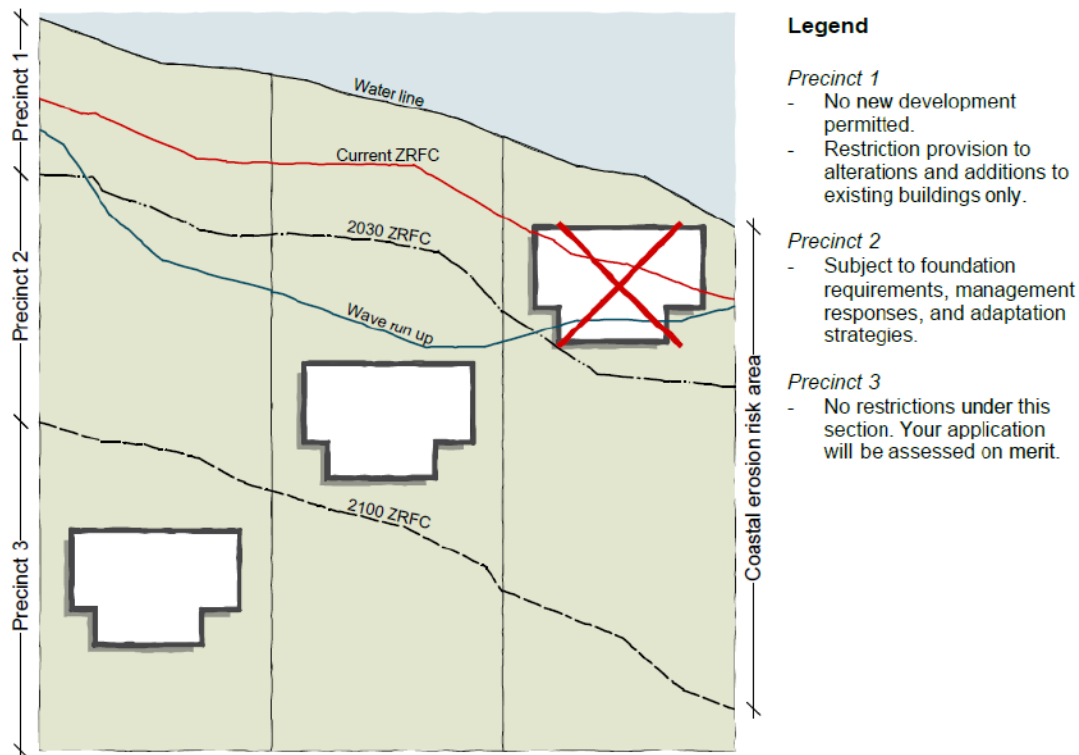 Precinct 1
Precinct 2
Precinct 3
Water line
Current ZRFC
2030 ZRFC
Wave run up
2100 ZRFC
Coastal erosion risk area
Legend
Precinct 1
- No new development
permitted.
- Restriction provision to
alterations and additions to
existing buildings only.
Precinct 2
- Subject to foundation
requirements, management
responses, and adaptation
strategies.
Precinct 3
- No restrictions under this
section. Your application
will be assessed on merit.